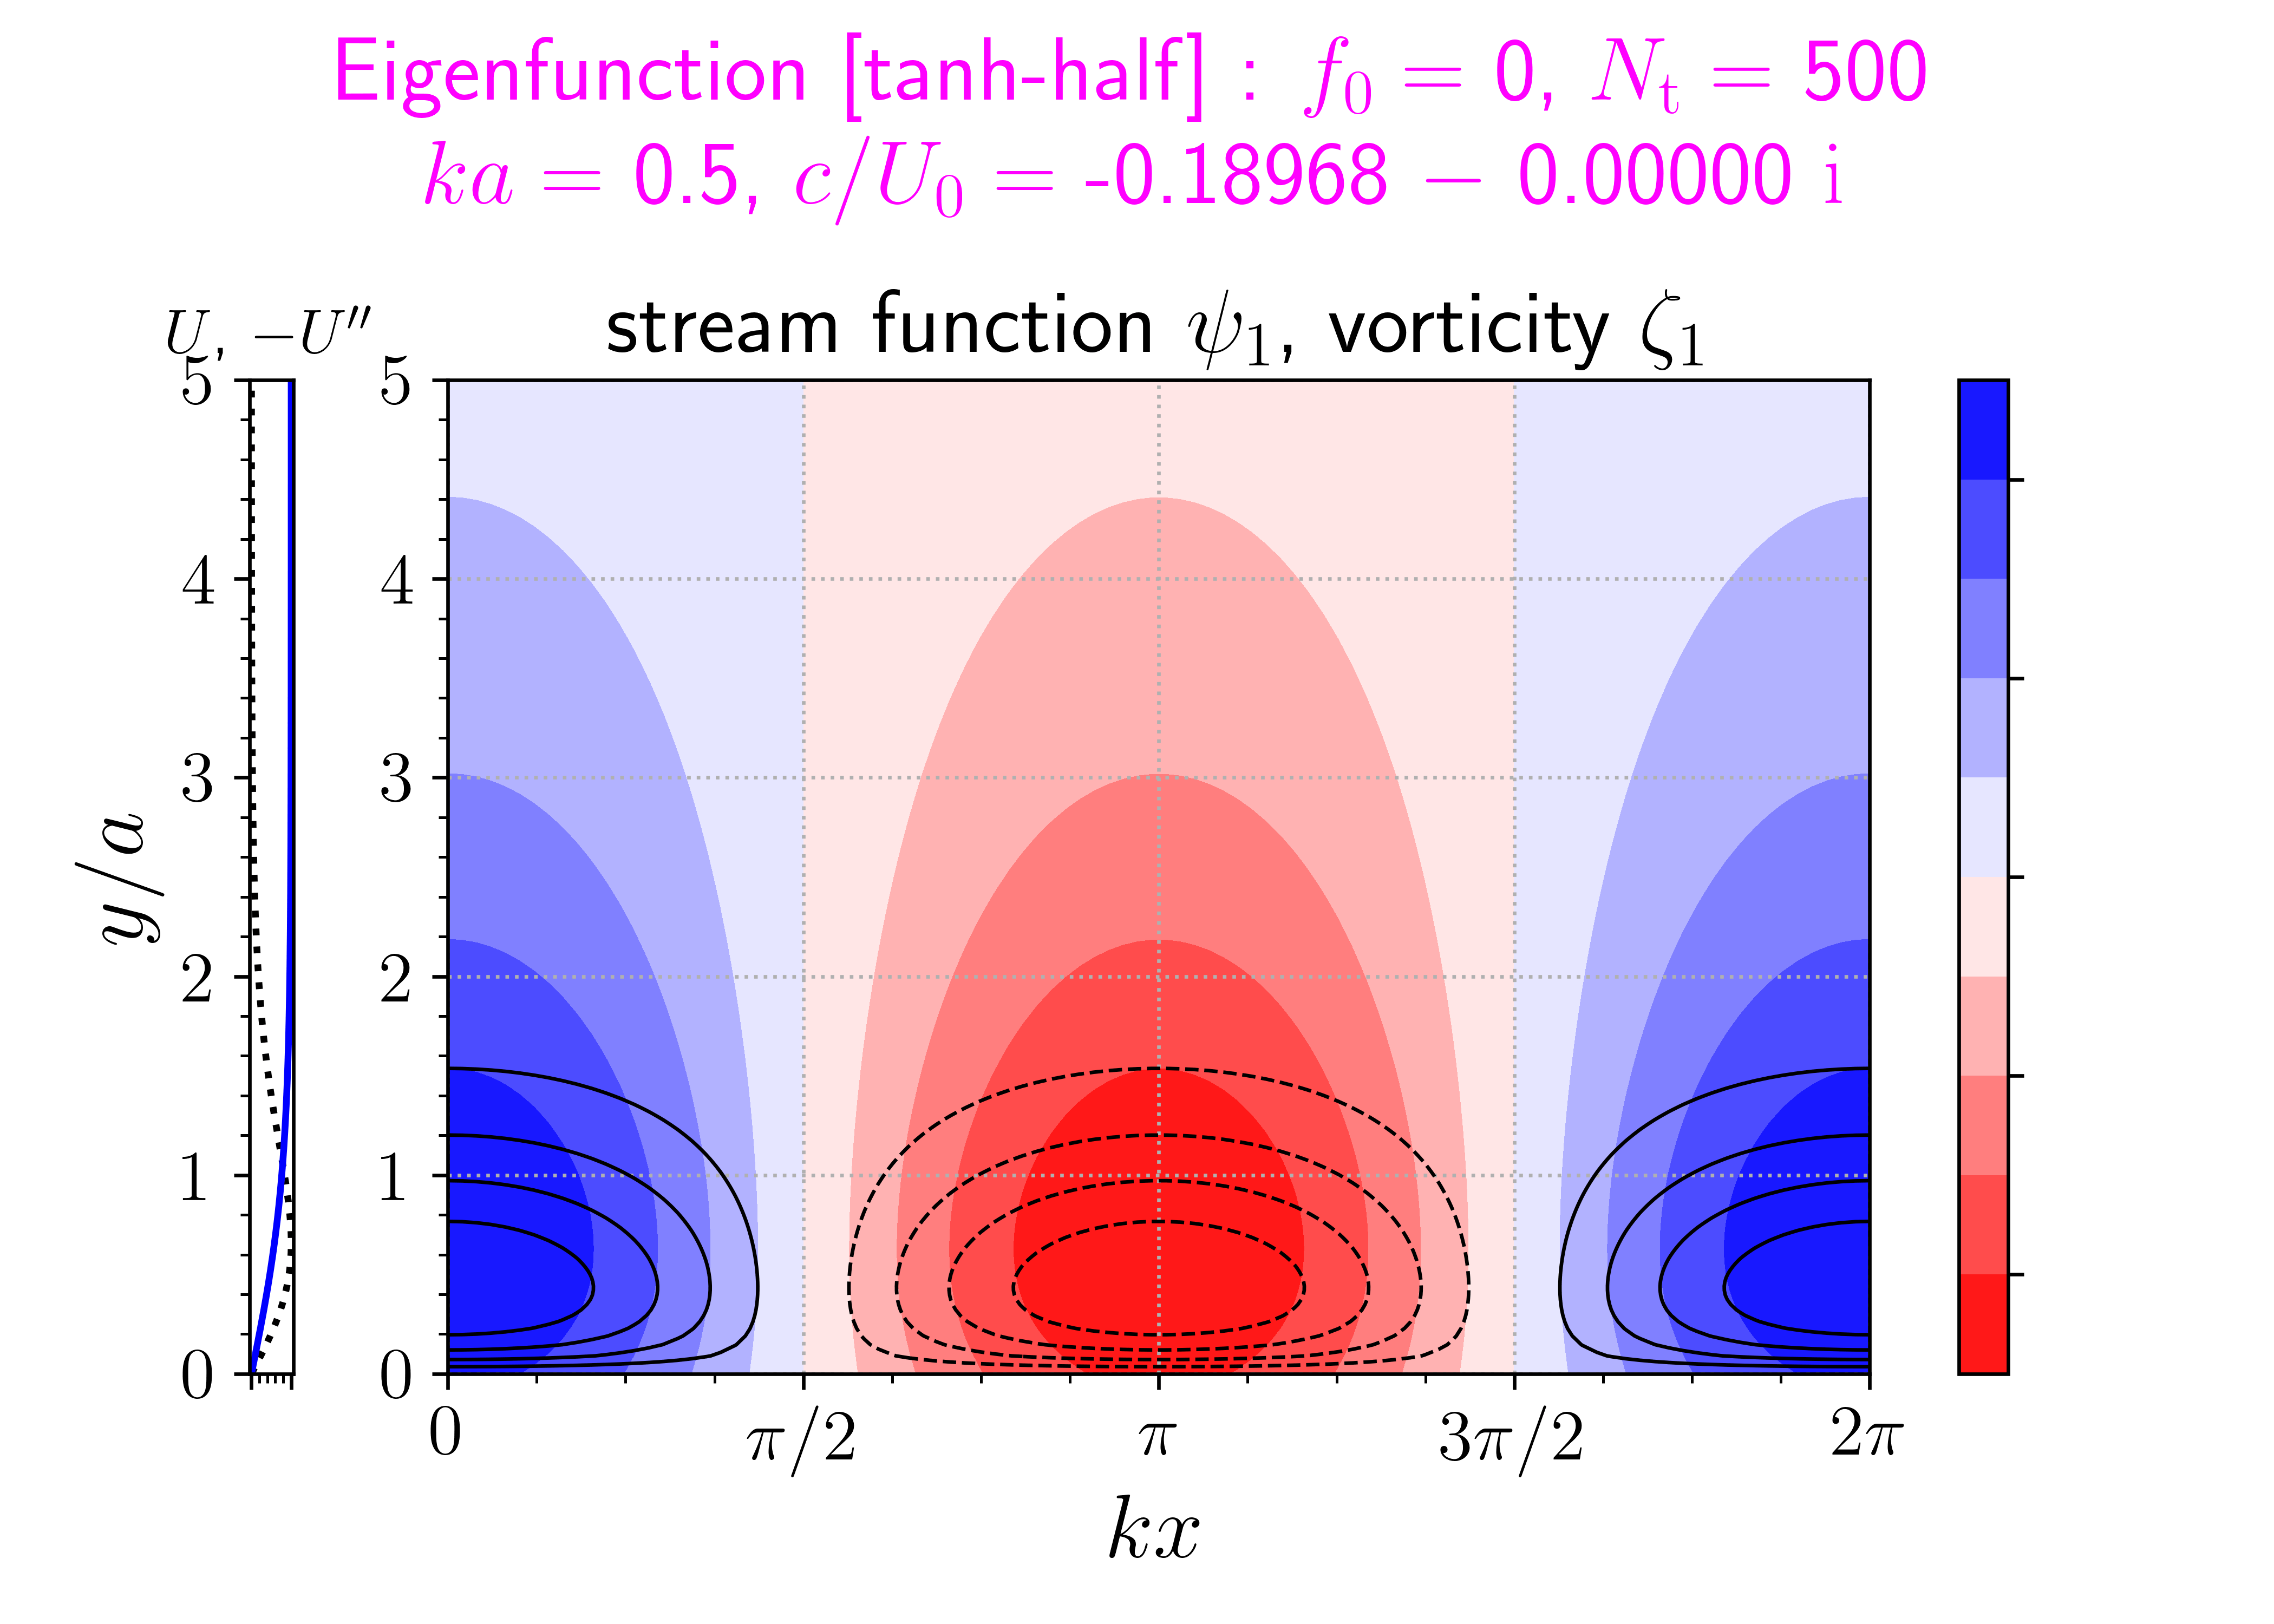 Eigenfunction [tanh-half] : f₀ = 0, Nₜ = 500
ka = 0.5, c/U₀ = -0.18968 − 0.00000 i
U, −U″
stream function ψ₁, vorticity ζ₁
5
4
3
2
1
0
y/a
5
4
3
2
1
0
0 π/2 π 3π/2 2π
kx